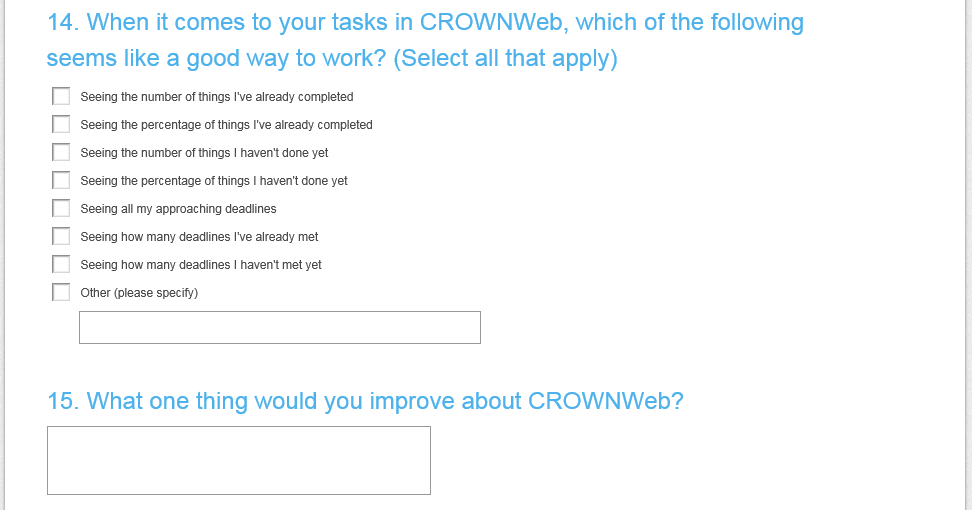 14. When it comes to your tasks in CROWNWeb, which of the following
seems like a good way to work? (Select all that apply)
Seeing the number of things I've already completed
Seeing the percentage of things I've already completed
Seeing the number of things I haven't done yet
Seeing the percentage of things I haven't done yet
Seeing all my approaching deadlines
Seeing how many deadlines I've already met
Seeing how many deadlines I haven't met yet
Other (please specify)
15. What one thing would you improve about CROWNWeb?